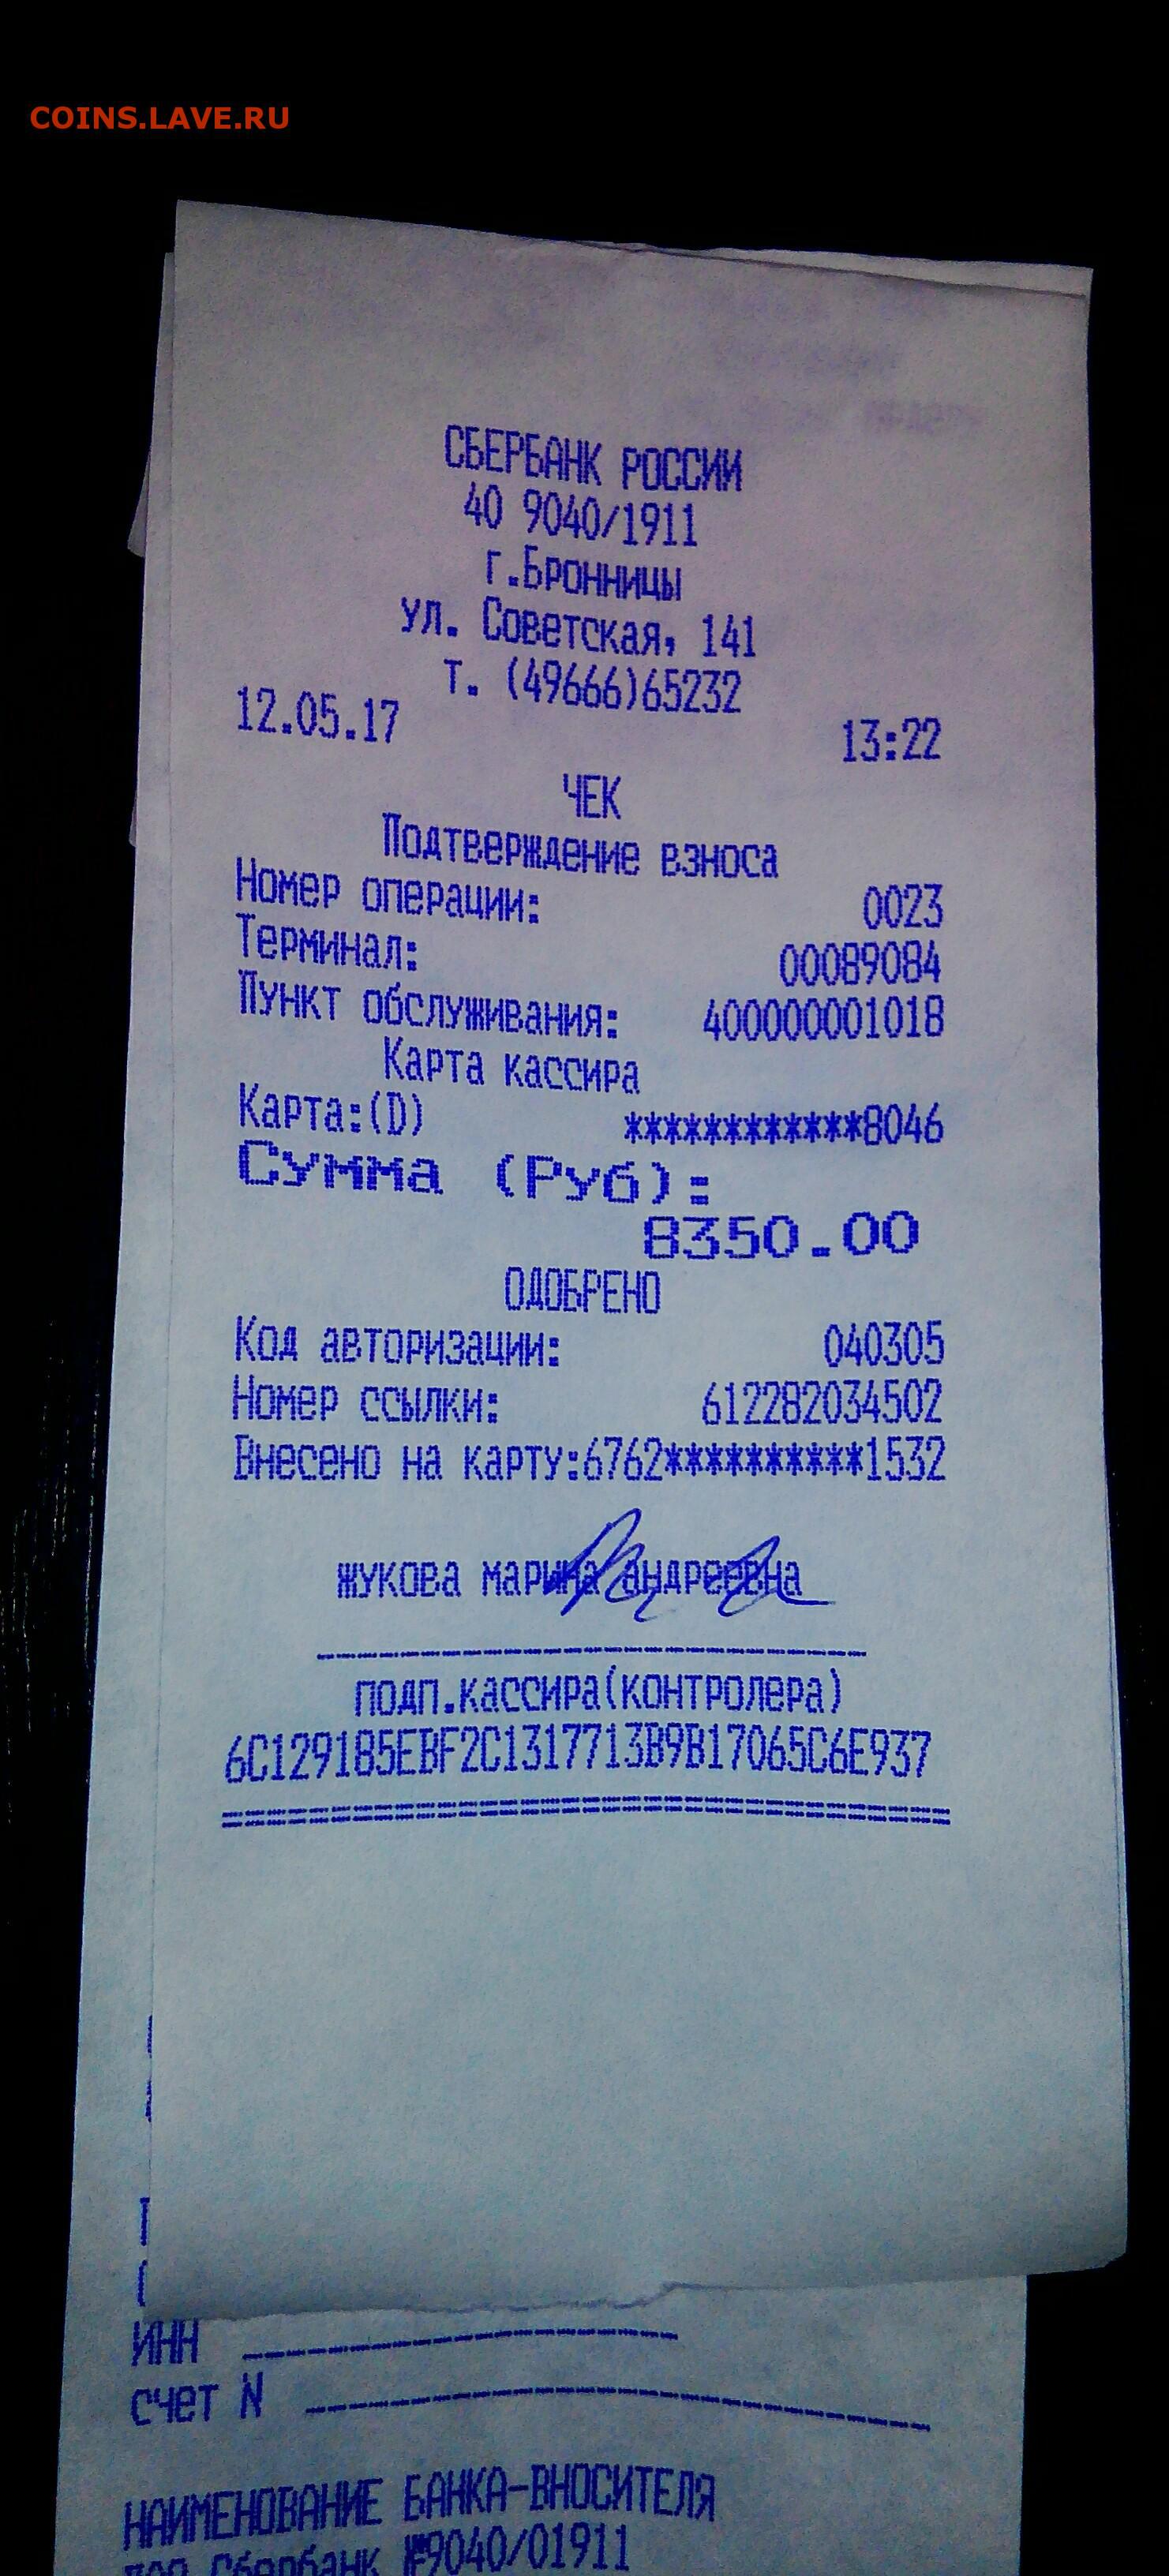 COINS.LAVE.RU
СБЕРБАНК РОССИИ
40 9040/1911
г.Бронницы
ул. Советская, 141
т. (49666)65232
12.05.17 13:22
ЧЕК
Подтверждение взноса
Номер операции: 0023
Терминал: 00089084
Пункт обслуживания: 400000001018
Карта кассира
Карта:(D) ************8046
Сумма (Руб):
8350.00
ОДОБРЕНО
Код авторизации: 040305
Номер ссылки: 612282034502
Внесено на карту:6762**********1532
ЖУКОВА МАРИНА АНДРЕЕВНА
подп.кассира(контролера)
6C129185EBF2C1317713B9B17065C6E937
ИНН
счет N
НАИМЕНОВАНИЕ БАНКА-ВНОСИТЕЛЯ
Сбербанк №9040/01911